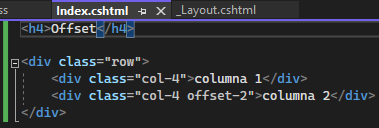 ss Index.cshtml _Layout.cshtml
<h4>Offset</h4>
<div class="row">
<div class="col-4">columna 1</div>
<div class="col-4 offset-2">columna 2</div>
</div>